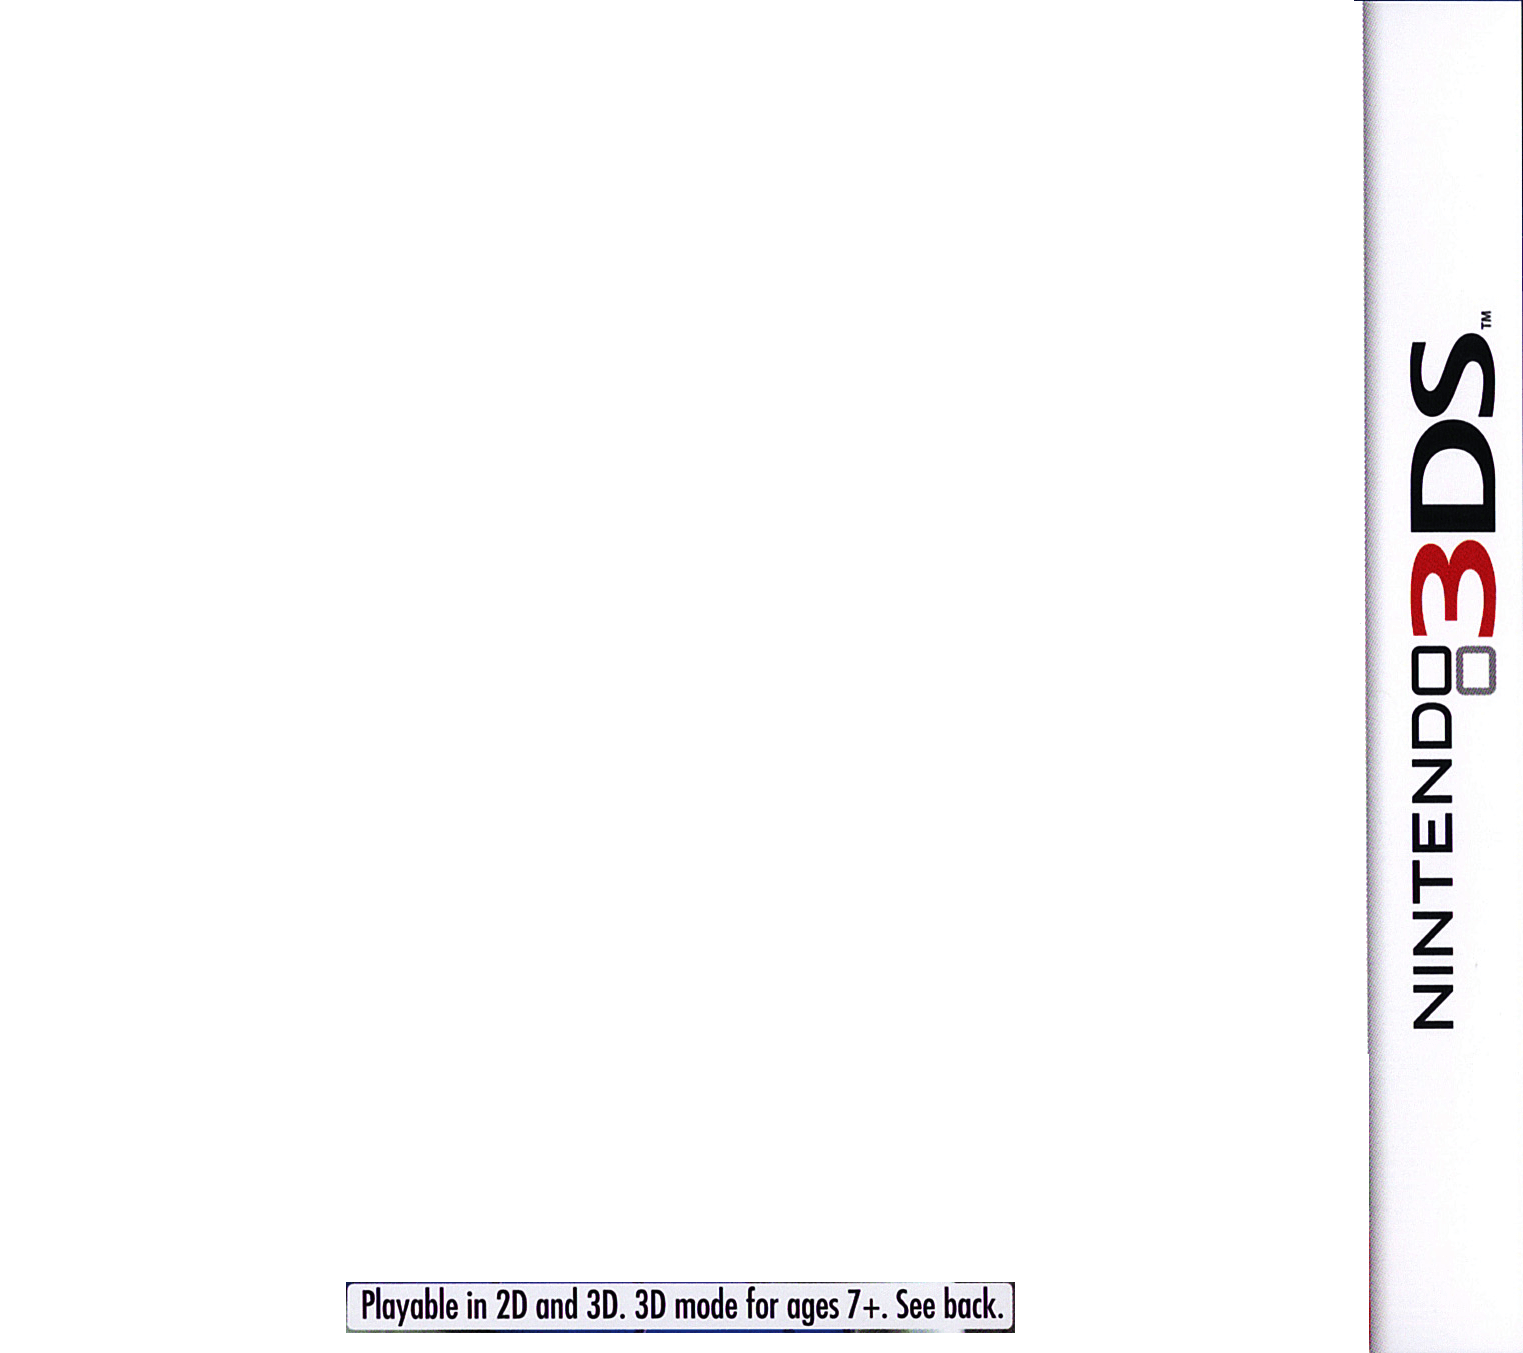 NINTENDO 3DS™
Playable in 2D and 3D. 3D mode for ages 7+. See back.